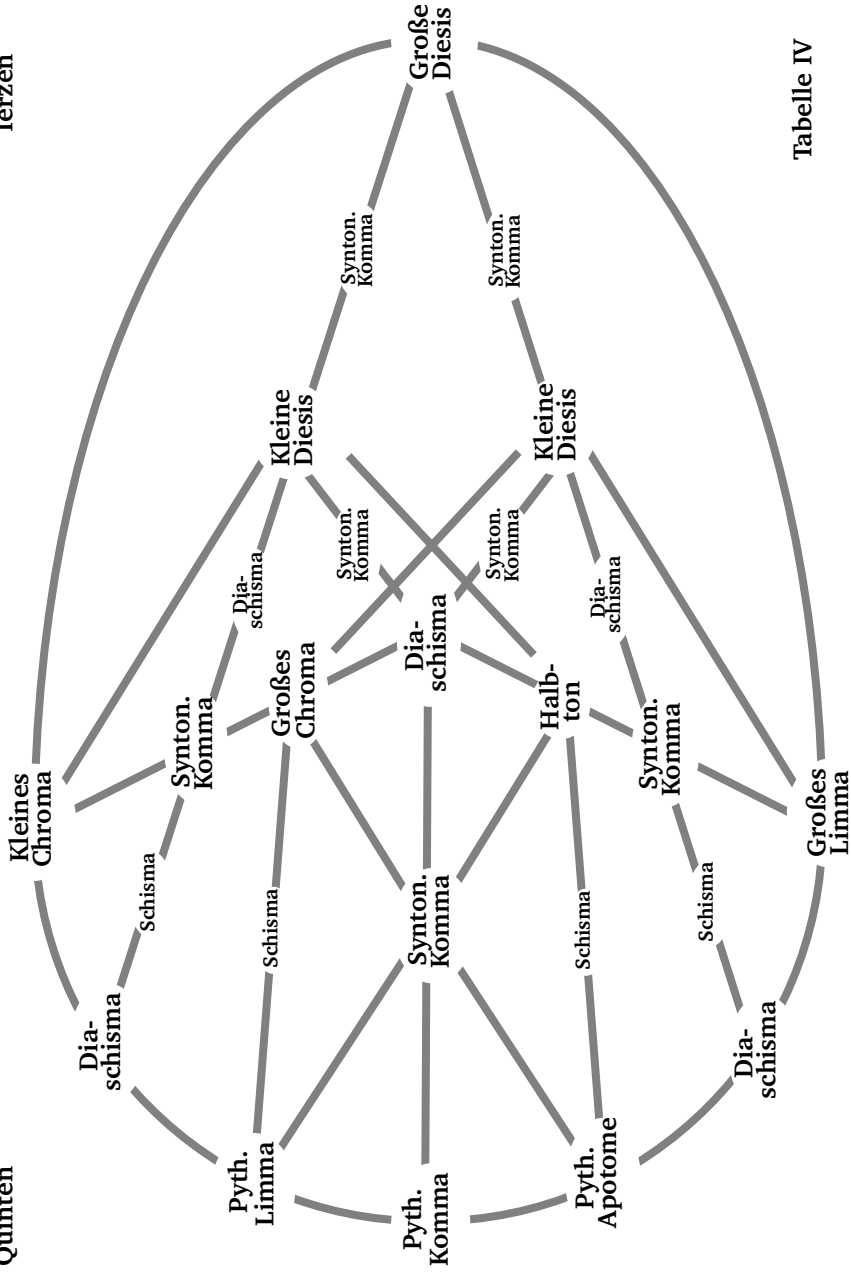 Quinten
Terzen
Kleines
Chroma
Dia-
schisma
Schisma
Synton.
Komma
Dia-
schisma
Pyth.
Limma
Schisma
Großes
Chroma
Kleine
Diesis
Synton.
Komma
Synton.
Komma
Pyth.
Komma
Synton.
Komma
Dia-
schisma
Große
Diesis
Synton.
Komma
Synton.
Komma
Pyth.
Apotome
Schisma
Halb-
ton
Kleine
Diesis
Dia-
schisma
Synton.
Komma
Schisma
Dia-
schisma
Großes
Limma
Tabelle IV